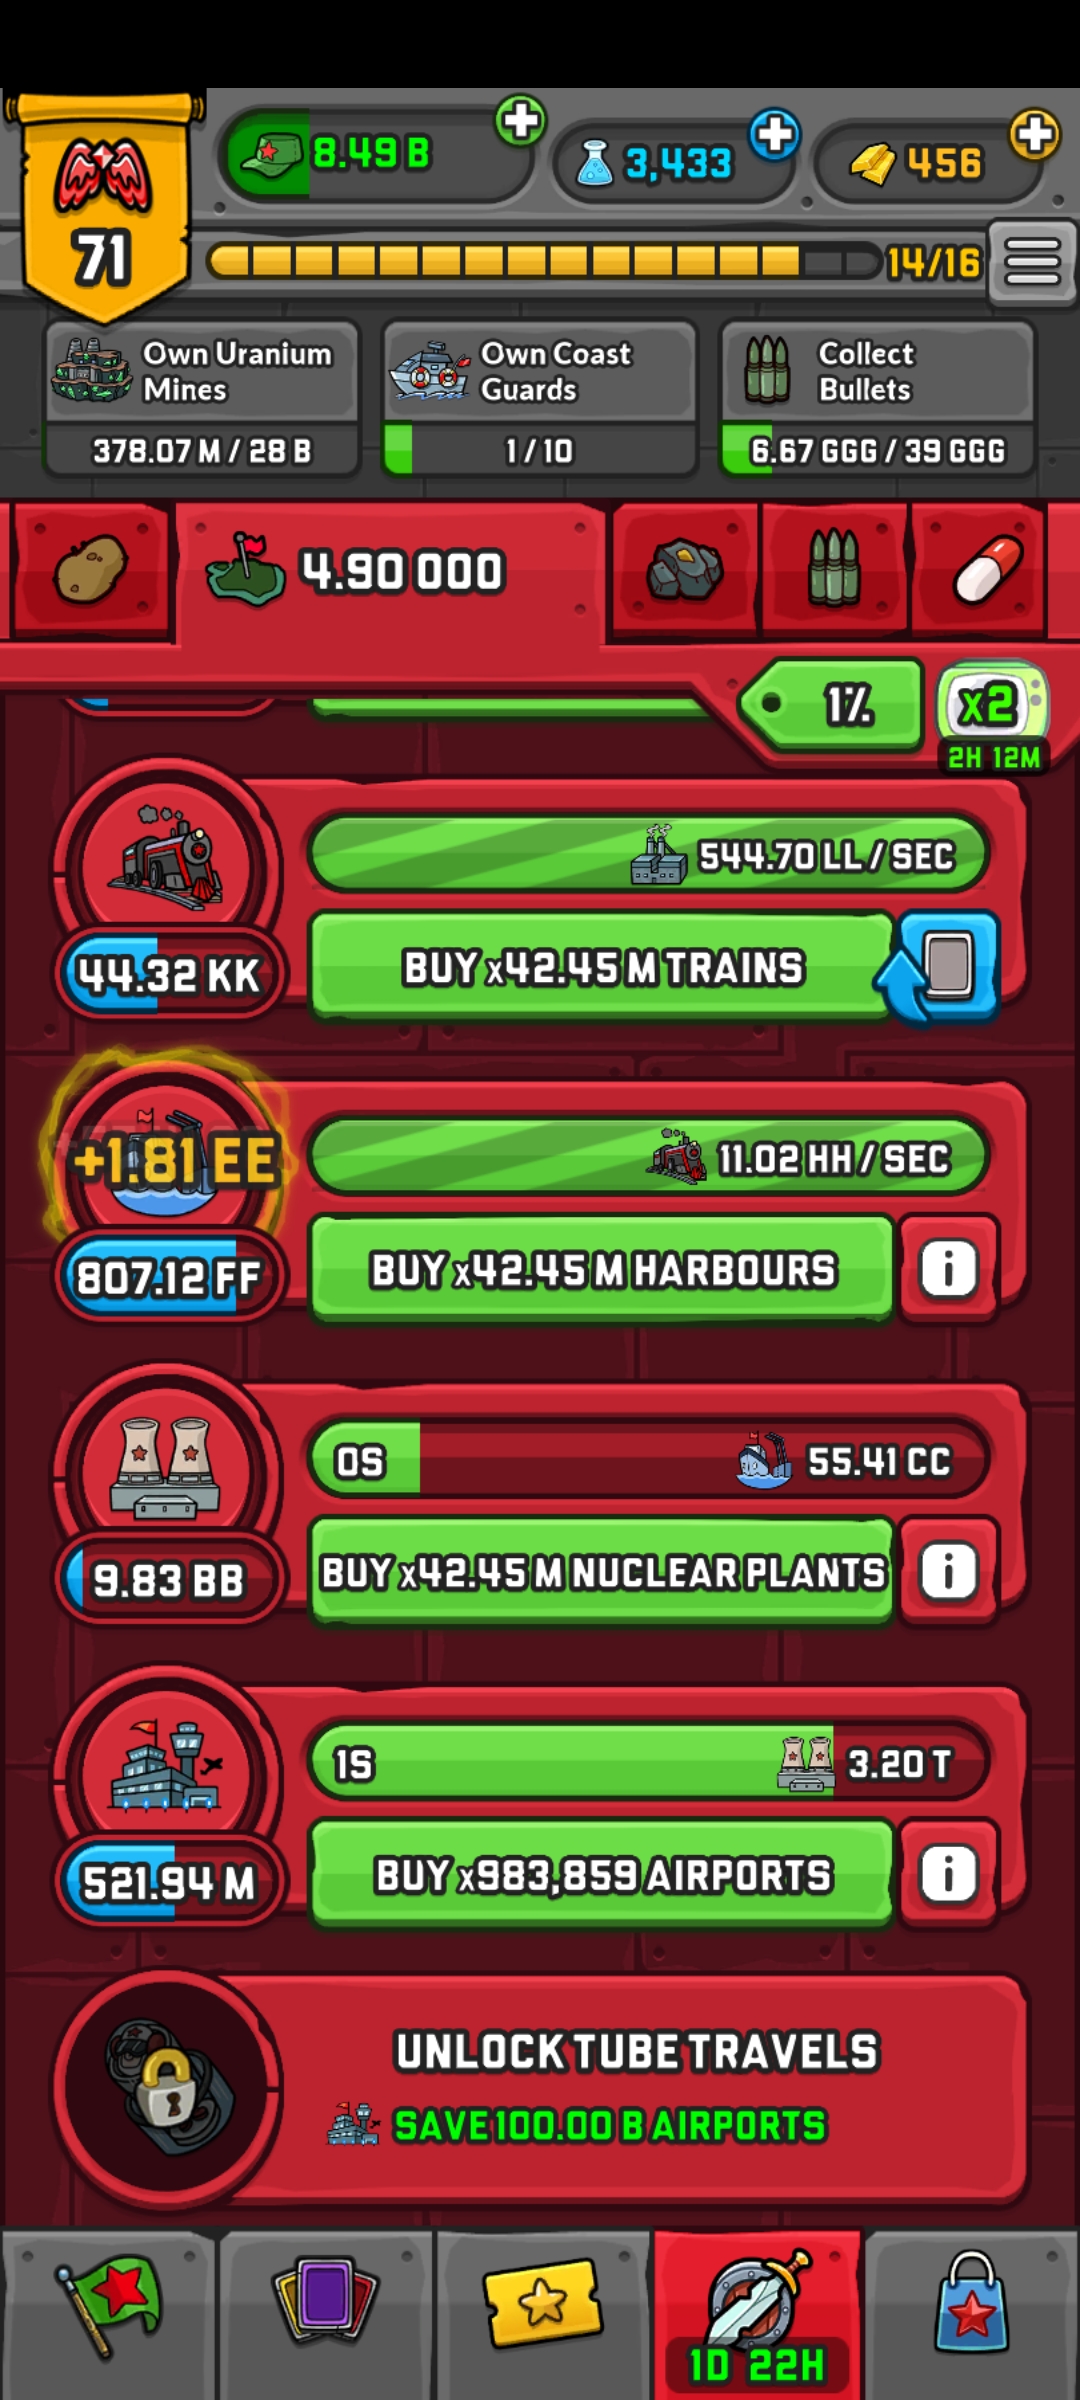 8.49 B
3,433
456
71
14/16
Own Uranium
Mines
378.07 M / 28 B
Own Coast
Guards
1 / 10
Collect
Bullets
6.67 GGG / 39 GGG
4.90 000
1%
x2
2H 12M
544.70 LL / SEC
44.32 KK
BUY x42.45 M TRAINS
+1.81 EE
11.02 HH / SEC
807.12 FF
BUY x42.45 M HARBOURS
i
0S
55.41 CC
9.83 BB
BUY x42.45 M NUCLEAR PLANTS
i
1S
3.20 T
521.94 M
BUY x983,859 AIRPORTS
i
UNLOCK TUBE TRAVELS
SAVE 100.00 B AIRPORTS
1D 22H